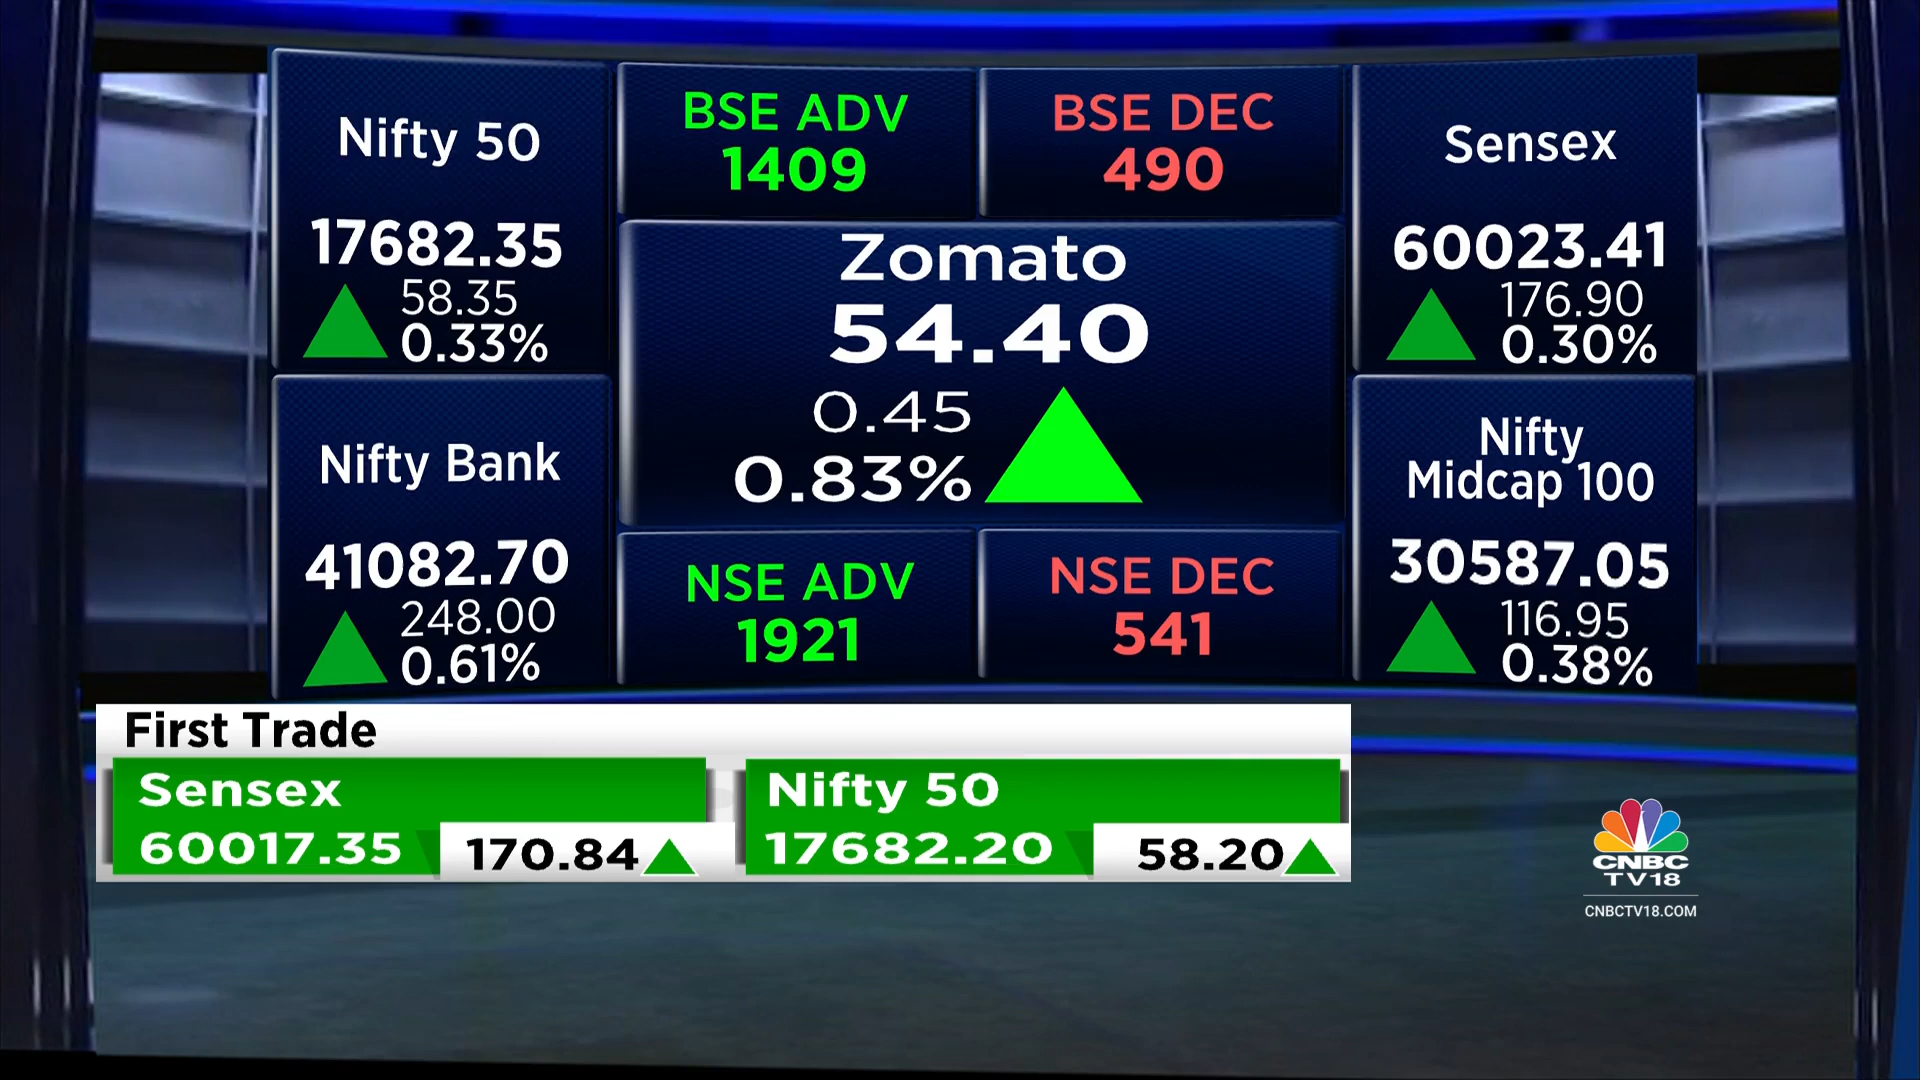 Nifty 50
17682.35
58.35
0.33%
BSE ADV
1409
BSE DEC
490
Sensex
60023.41
176.90
0.30%
Zomato
54.40
0.45
0.83%
Nifty Bank
41082.70
248.00
0.61%
NSE ADV
1921
NSE DEC
541
Nifty
Midcap 100
30587.05
116.95
0.38%
First Trade
Sensex
60017.35
170.84
Nifty 50
17682.20
58.20
CNBC
TV18
CNBCTV18.COM